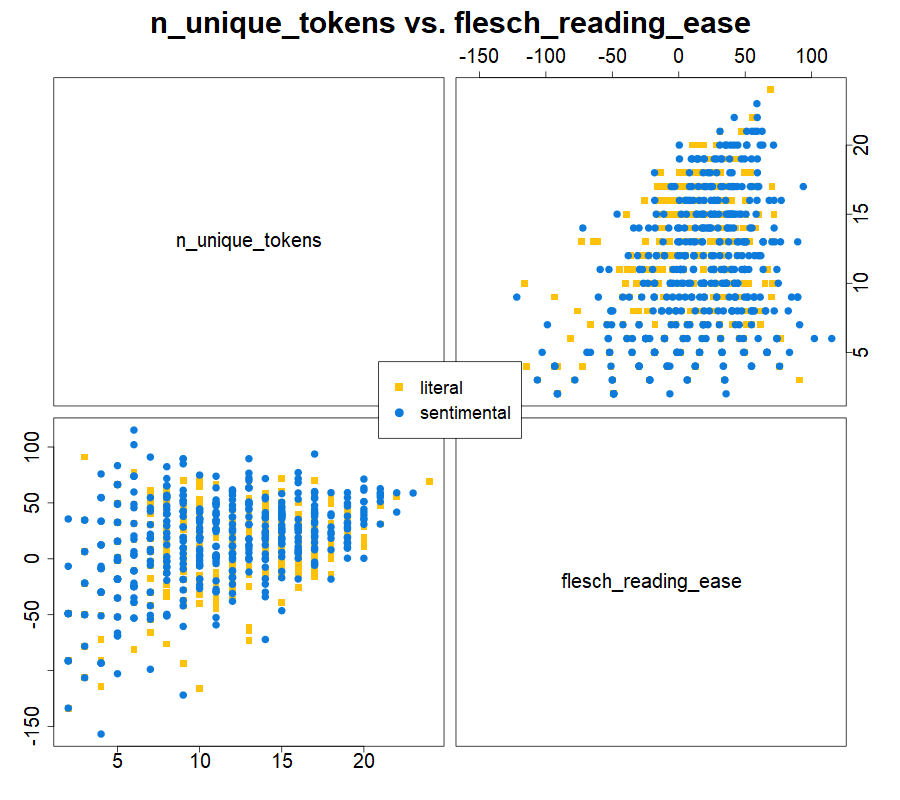 n_unique_tokens vs. flesch_reading_ease
-150 -100 -50 0 50 100
n_unique_tokens
5 10 15 20
literal
sentimental
-150 -50 0 50 100
flesch_reading_ease
5 10 15 20